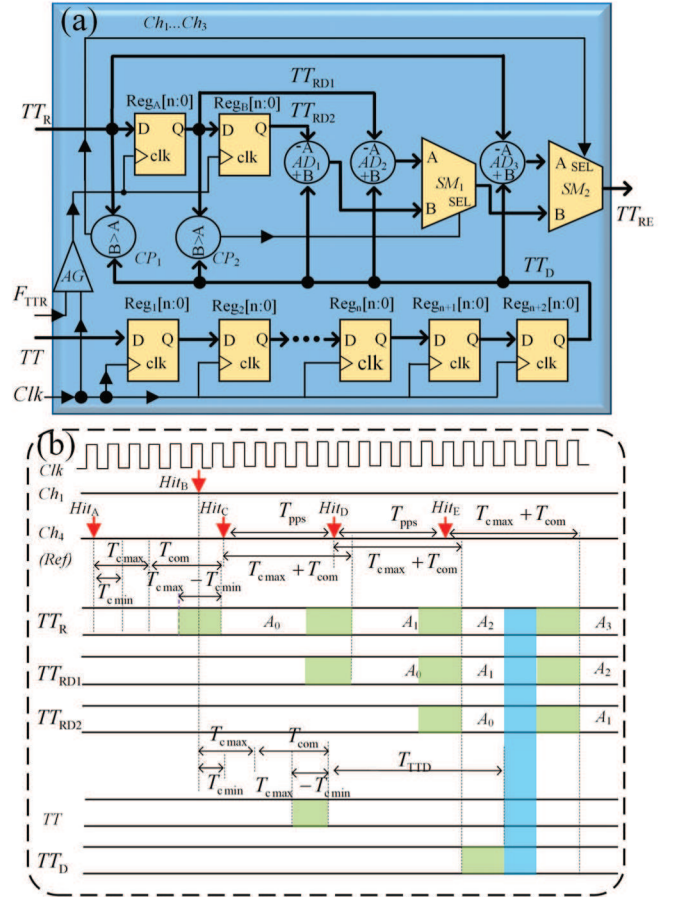 (a)
Ch1...Ch3
TTRD1
TTRD2
TTR
RegA[n:0]
RegB[n:0]
D Q
clk
D Q
clk
-A
AD1
+B
-A
AD2
+B
A
SM1
SEL
B
-A
AD3
+B
A SEL
SM2
B
TTRE
B>A
CP1
B>A
CP2
AG
TTD
FTTR
TT
Clk
Reg1[n:0]
Reg2[n:0]
Regn[n:0]
Regn+1[n:0]
Regn+2[n:0]
D Q
clk
D Q
clk
D Q
clk
D Q
clk
D Q
clk
(b)
Clk
Ch1
HitB
HitA
HitC
Tpps
HitD
Tpps
HitE
Tc max + Tcom
Ch4
(Ref)
Tc max
Tcom
Tc max + Tcom
Tc max + Tcom
Tc min
Tc max − Tc min
TTR
A0
A1
A2
A3
TTRD1
A0
A1
A2
TTRD2
A0
A1
Tc max
Tcom
TTTD
Tc min
Tc max − Tc min
TT
TTD